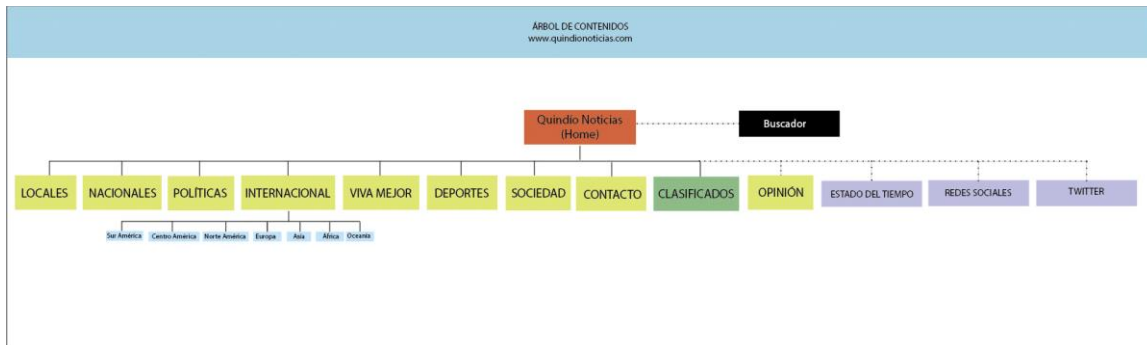 ÁRBOL DE CONTENIDOS
www.quindionoticias.com
Quindío Noticias
(Home)
Buscador
LOCALES
NACIONALES
POLÍTICAS
INTERNACIONAL
VIVA MEJOR
DEPORTES
SOCIEDAD
CONTACTO
CLASIFICADOS
OPINIÓN
ESTADO DEL TIEMPO
REDES SOCIALES
TWITTER
Sur América
Centro América
Norte América
Europa
Asía
África
Oceanía